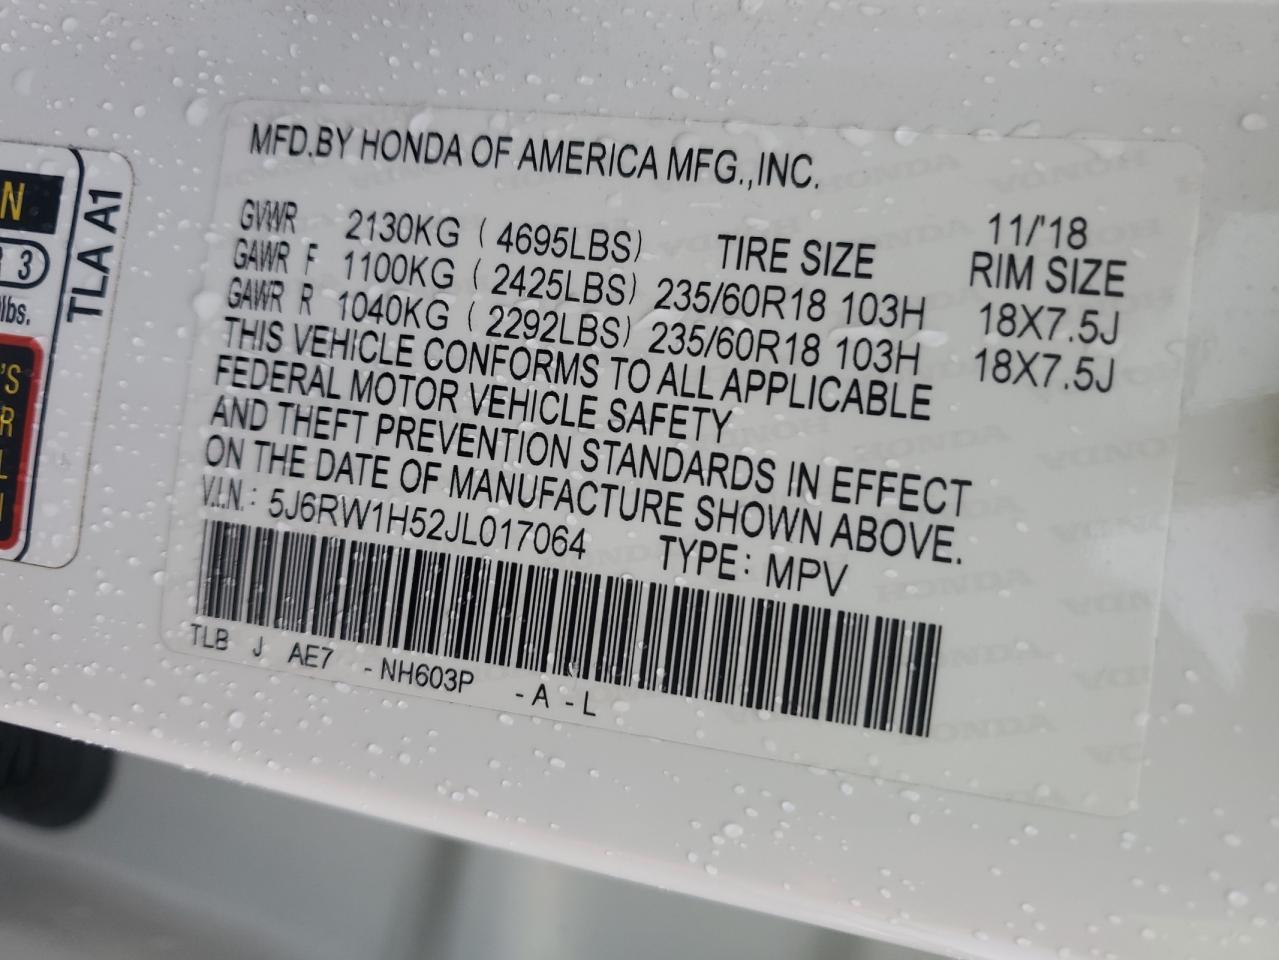 MFD.BY HONDA OF AMERICA MFG.,INC.
11/'18
GVWR 2130KG ( 4695LBS) TIRE SIZE RIM SIZE
GAWR F 1100KG ( 2425LBS) 235/60R18 103H 18X7.5J
GAWR R 1040KG ( 2292LBS) 235/60R18 103H 18X7.5J
THIS VEHICLE CONFORMS TO ALL APPLICABLE
FEDERAL MOTOR VEHICLE SAFETY
AND THEFT PREVENTION STANDARDS IN EFFECT
ON THE DATE OF MANUFACTURE SHOWN ABOVE.
V.I.N.: 5J6RW1H52JL017064 TYPE: MPV
TLB J AE7 -NH603P -A -L
TLA A1
N
3
lbs.
'S
R
L